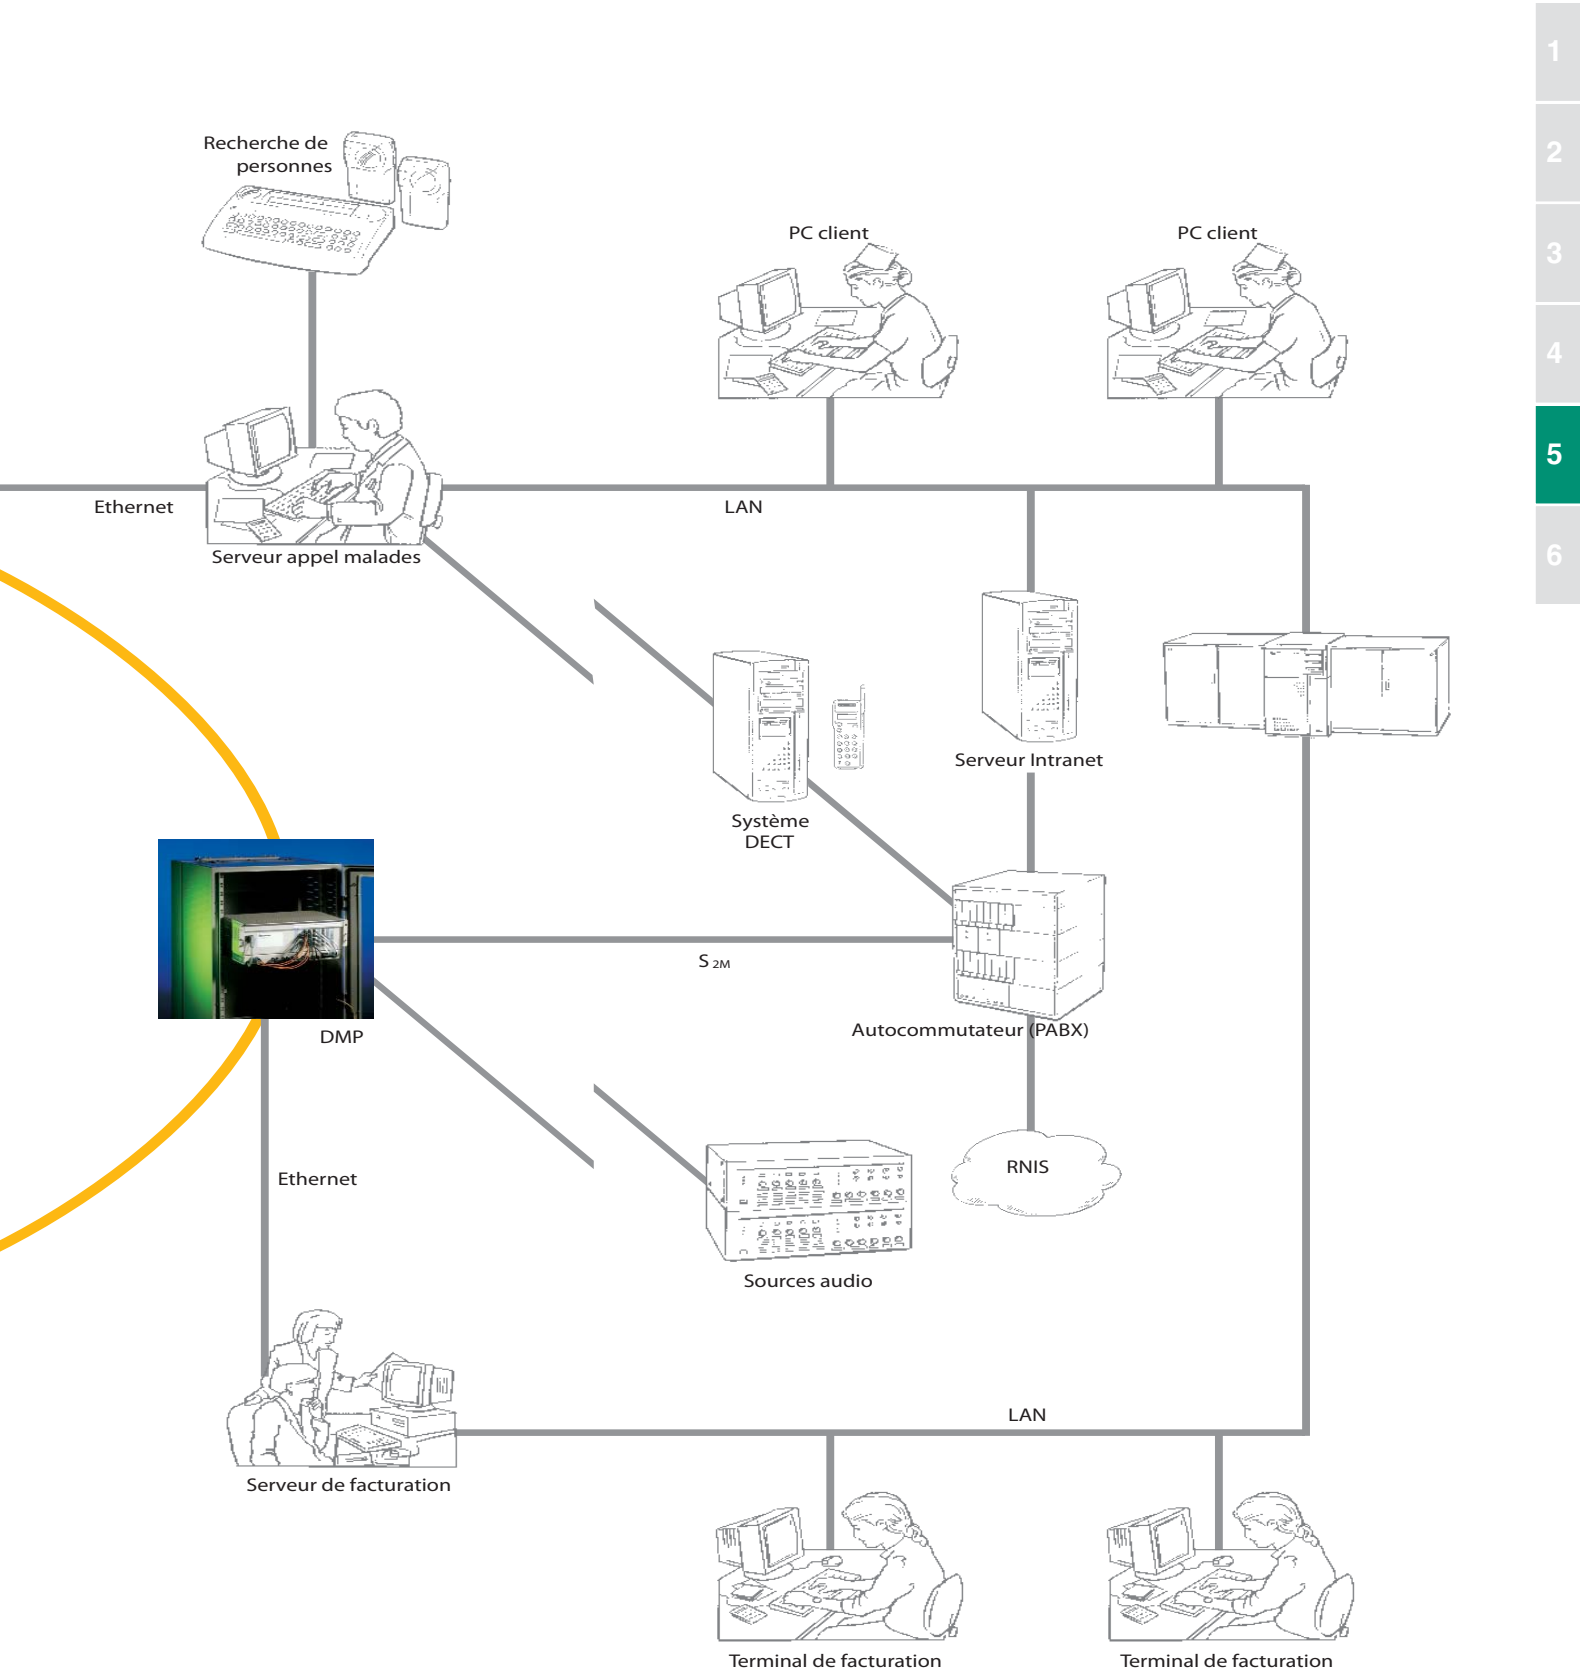 1
2
3
4
5
6
Recherche de
personnes
PC client
PC client
Ethernet
LAN
Serveur appel malades
Serveur Intranet
Système
DECT
S 2M
Autocommutateur (PABX)
DMP
RNIS
Ethernet
Sources audio
LAN
Serveur de facturation
Terminal de facturation
Terminal de facturation